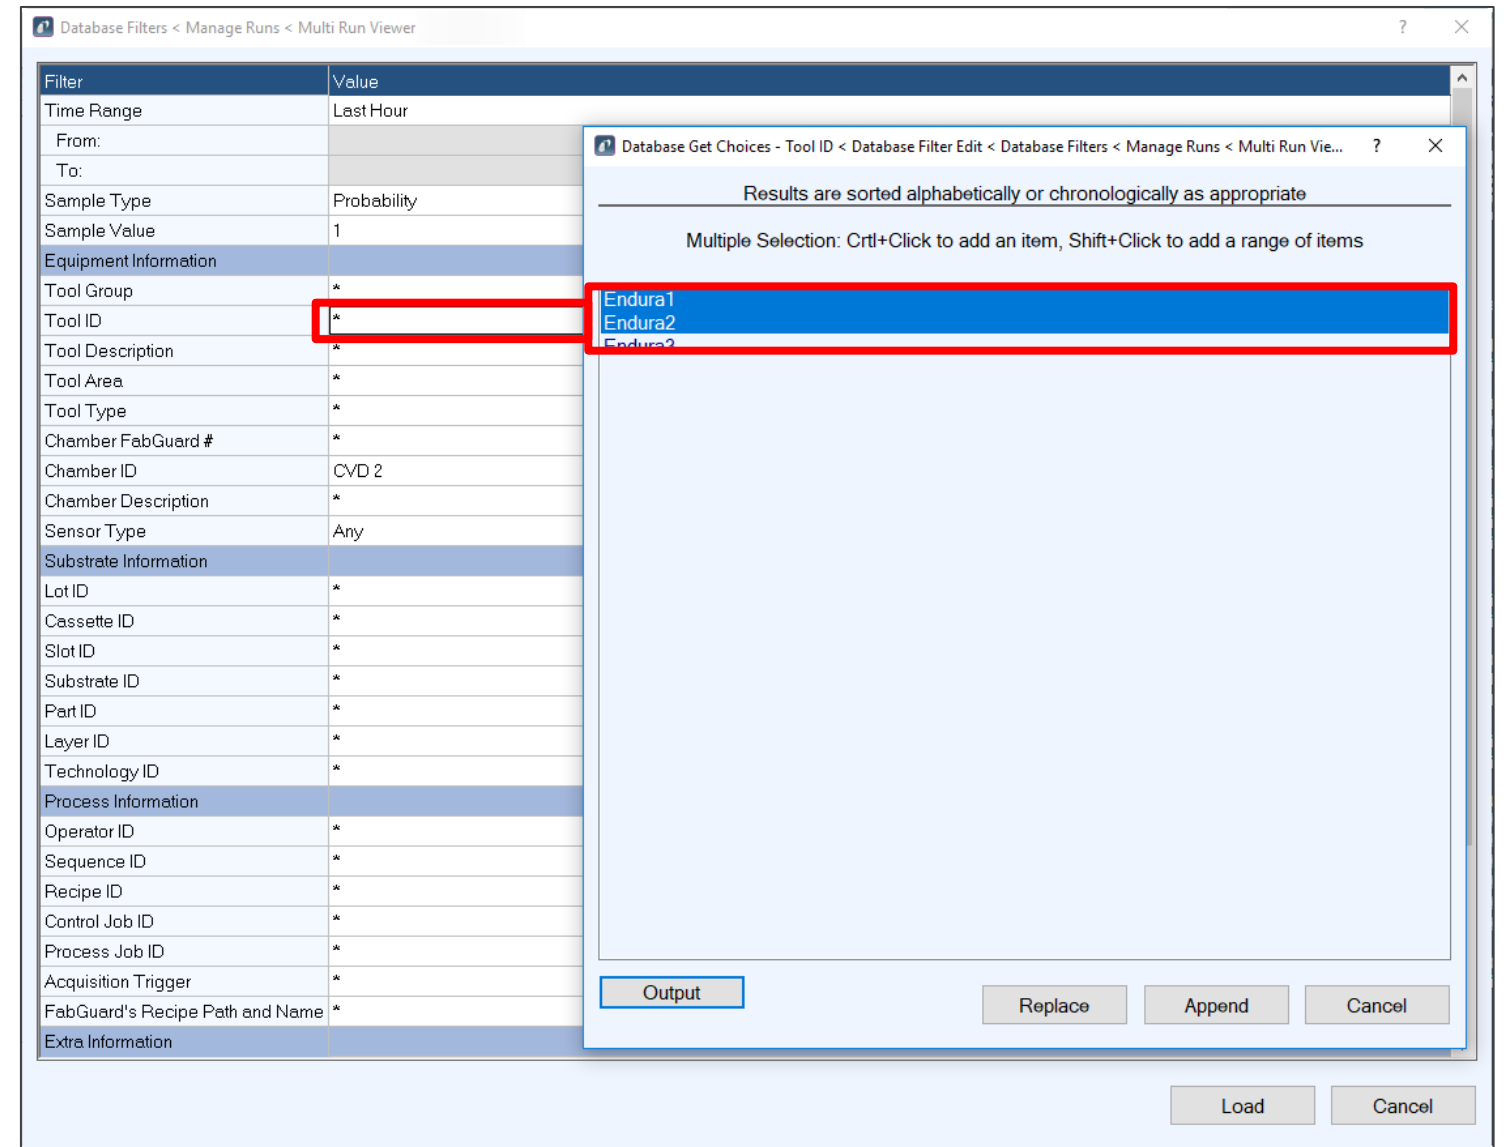 Database Filters < Manage Runs < Multi Run Viewer
Filter Value
Time Range Last Hour
From:
To:
Sample Type Probability
Sample Value 1
Equipment Information
Tool Group *
Tool ID *
Tool Description *
Tool Area *
Tool Type *
Chamber FabGuard # *
Chamber ID CVD 2
Chamber Description *
Sensor Type Any
Substrate Information
Lot ID *
Cassette ID *
Slot ID *
Substrate ID *
Part ID *
Layer ID *
Technology ID *
Process Information
Operator ID *
Sequence ID *
Recipe ID *
Control Job ID *
Process Job ID *
Acquisition Trigger *
FabGuard's Recipe Path and Name *
Extra Information
Database Get Choices - Tool ID < Database Filter Edit < Database Filters < Manage Runs < Multi Run Vie...
Results are sorted alphabetically or chronologically as appropriate
Multiple Selection: Crtl+Click to add an item, Shift+Click to add a range of items
Endura1
Endura2
Endura3
Output
Replace Append Cancel
Load Cancel